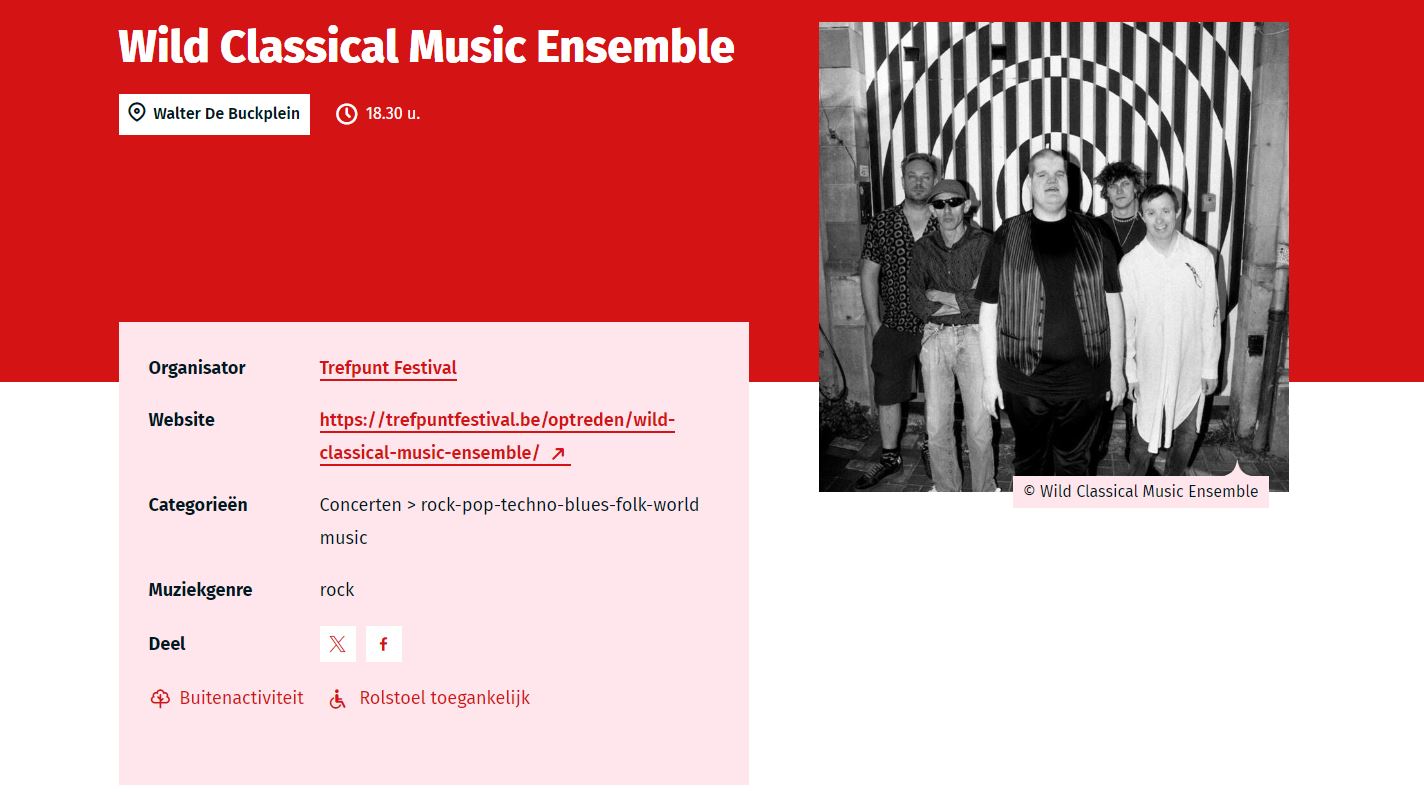 Wild Classical Music Ensemble
Walter De Buckplein
18.30 u.
Organisator
Trefpunt Festival
Website
https://trefpuntfestival.be/optreden/wild-
classical-music-ensemble/
Categorieën
Concerten > rock-pop-techno-blues-folk-world
music
Muziekgenre
rock
Deel
Buitenactiviteit
Rolstoel toegankelijk
© Wild Classical Music Ensemble